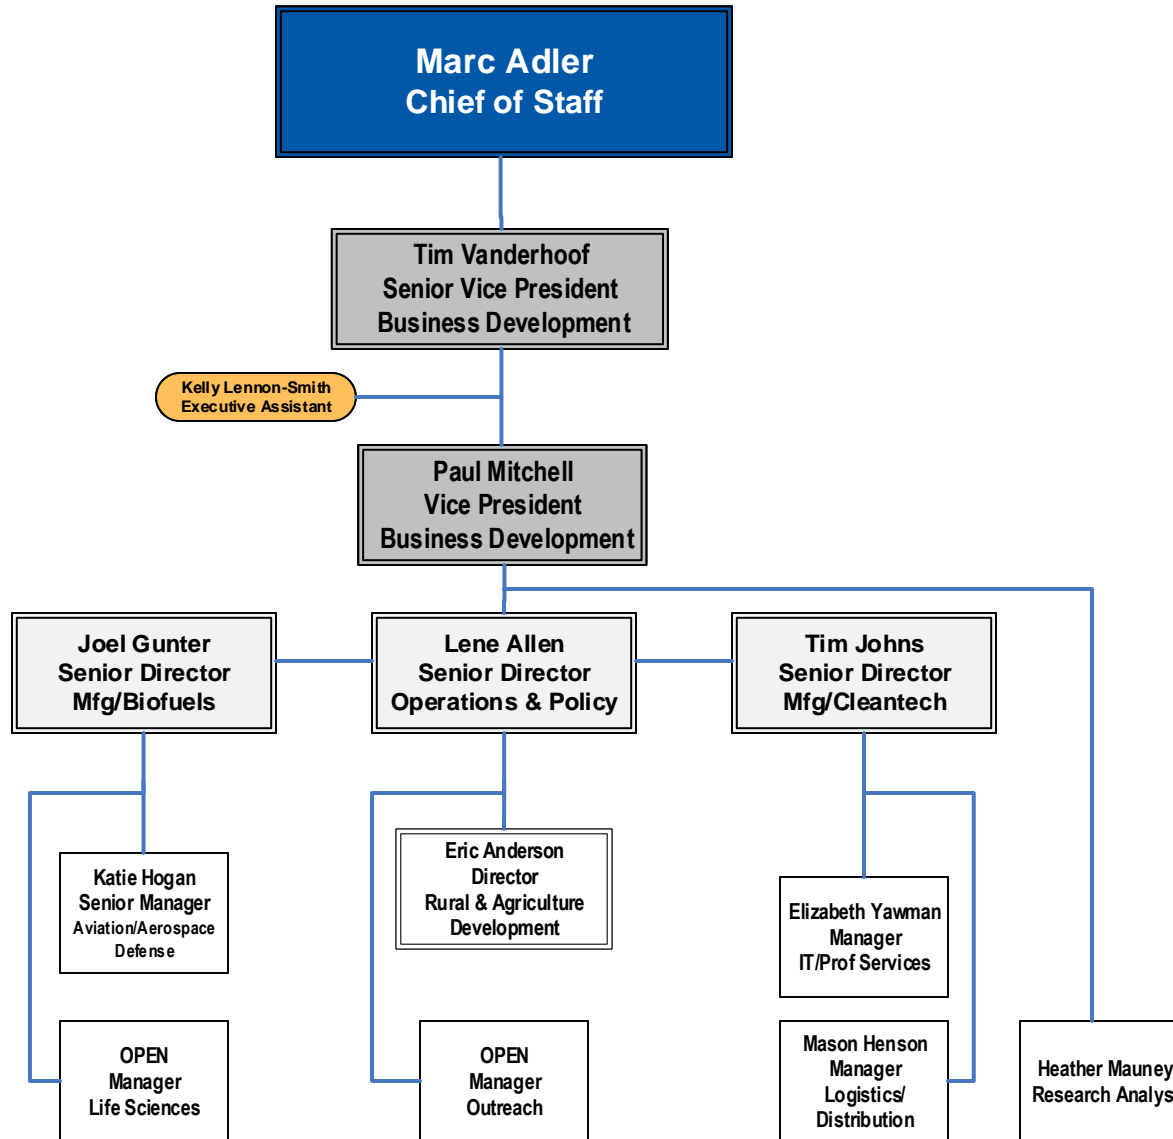 Marc Adler
Chief of Staff
Tim Vanderhoof
Senior Vice President
Business Development
Kelly Lennon-Smith
Executive Assistant
Paul Mitchell
Vice President
Business Development
Joel Gunter
Senior Director
Mfg/Biofuels
Lene Allen
Senior Director
Operations & Policy
Tim Johns
Senior Director
Mfg/Cleantech
Katie Hogan
Senior Manager
Aviation/Aerospace
Defense
Eric Anderson
Director
Rural & Agriculture
Development
Elizabeth Yawman
Manager
IT/Prof Services
OPEN
Manager
Life Sciences
OPEN
Manager
Outreach
Mason Henson
Manager
Logistics/
Distribution
Heather Mauney
Research Analys